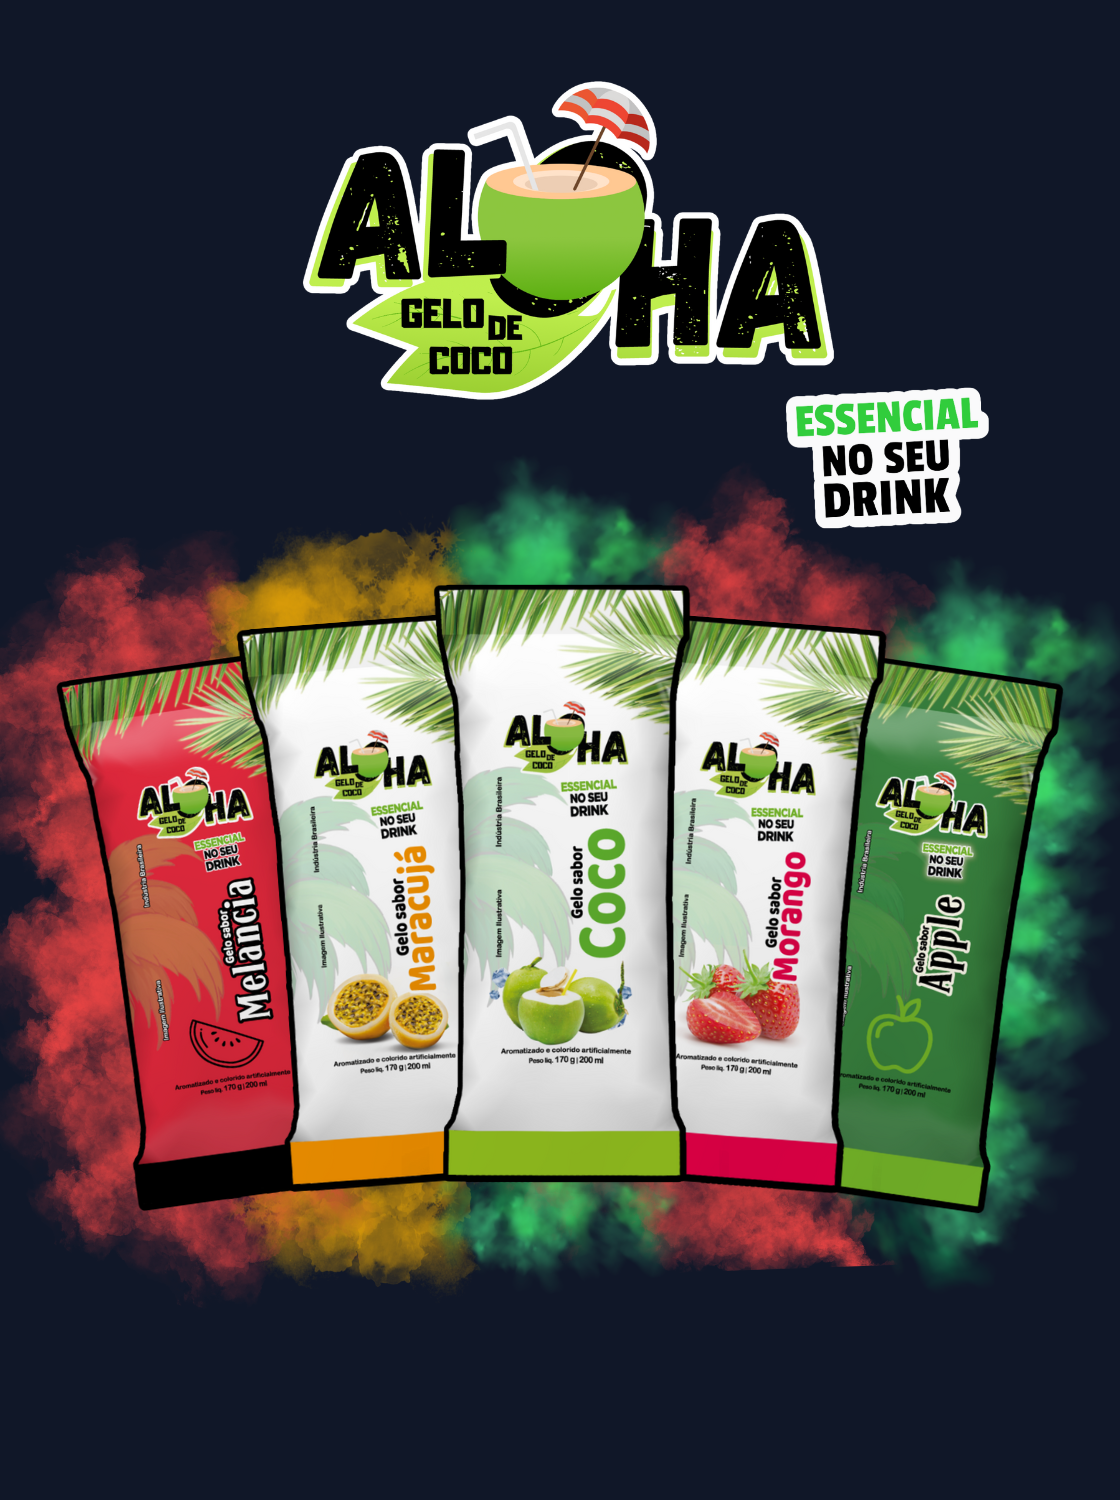 ALOHA
GELO DE
COCO
ESSENCIAL
NO SEU
DRINK
ALOHA
GELO DE
COCO
ESSENCIAL
NO SEU
DRINK
Indústria Brasileira
Imagem Ilustrativa
Gelo sabor
Melancia
Aromatizado e colorido artificialmente
Peso liq. 170 g | 200 ml
ALOHA
GELO DE
COCO
ESSENCIAL
NO SEU
DRINK
Indústria Brasileira
Imagem Ilustrativa
Gelo sabor
Maracujá
Aromatizado e colorido artificialmente
Peso liq. 170 g | 200 ml
ALOHA
GELO DE
COCO
ESSENCIAL
NO SEU
DRINK
Indústria Brasileira
Imagem Ilustrativa
Gelo sabor
Coco
Aromatizado e colorido artificialmente
Peso liq. 170 g | 200 ml
ALOHA
GELO DE
COCO
ESSENCIAL
NO SEU
DRINK
Indústria Brasileira
Imagem Ilustrativa
Gelo sabor
Morango
Aromatizado e colorido artificialmente
Peso liq. 170 g | 200 ml
ALOHA
GELO DE
COCO
ESSENCIAL
NO SEU
DRINK
Indústria Brasileira
Imagem Ilustrativa
Gelo sabor
Apple
Aromatizado e colorido artificialmente
Peso liq. 170 g | 200 ml